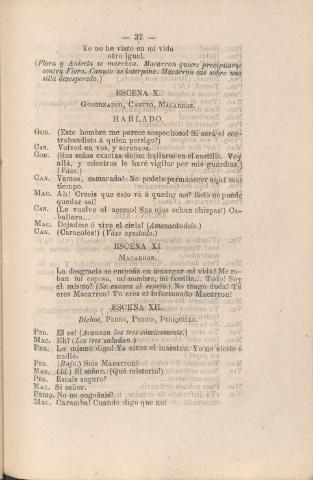 — 37 —
Yo no he visto en mi vida
otro igual.
(Flora y Aniceta se marchan. Macarron quiere precipitarse
contra Flora. Canuto se interpone. Macarron cae sobre una
silla desesperado.)
ESCENA X.
GOBERNADOR, CANUTO, MACARRON.
HABLADO.
GOB. (Este hombre me parece sospechoso! Si será el con-
trabandista á quien persigo?)
CAN. Volved en vos, y serenaos.
GOB. (Sus señas exactas deben hallarse en el castillo. Voy
allá, y mientras le haré vigilar por mis guardias.)
(Váse.)
CAN. Vamos, camarada! No podeis permanecer aquí mas
tiempo.
MAC. Ah! Creeis que esto vá á quedar así? Esto no puede
quedar así!
CAN. (Le vuelve el acceso! Sus ojos echan chispas!) Ca-
ballero...
MAC. Dejadme ó vive el cielo! (Amenazándole.)
CAN. (Caracoles!) (Váse asustado.)
ESCENA XI.
MACARRON.
La desgracia se empeña en amargar mi vida! Me ro-
ban mi esposa, mi nombre, mi familia... Todo! Soy
el mismo? (Se acerca al espejo.) No tengo duda! Tú
eres Macarron! Tú eres el infortunado Macarron!
ESCENA XII.
Dichos, PEDRO, PERICO, PERIQUILLO.
PED. El es! (Avanzan los tres cómicamente.)
MAC. Eh? (Los tres saludan.)
PER. Lo mismo digo! Ya vino el maestro. Yo no envio á
nadie.
PED. (Bajo.) Sois Macarron?
MAC. (Id.) Sí señor. (Qué misterio!)
PER. Estais seguro?
MAC. Sí señor.
PERIQ. No os engañais?
MAC. Caramba! Cuando digo que no!